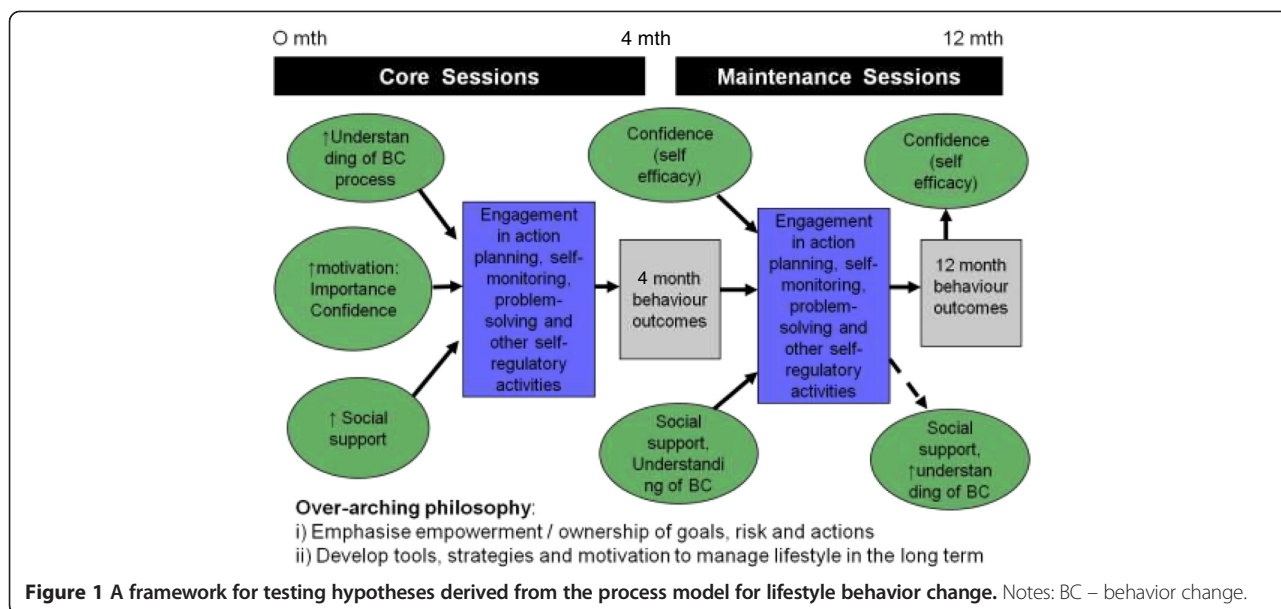 O mth 4 mth 12 mth
Core Sessions Maintenance Sessions
↑Understan
ding of BC
process
↑motivation:
Importance
Confidence
↑ Social
support
Engagement
in action
planning, self-
monitoring,
problem-
solving and
other self-
regulatory
activities
4 month
behaviour
outcomes
Confidence
(self
efficacy)
Social
support,
Understandi
ng of BC
Engagement
in action
planning, self-
monitoring,
problem-
solving and
other self-
regulatory
activities
12 month
behaviour
outcomes
Confidence
(self
efficacy)
Social
support,
↑understan
ding of BC
Over-arching philosophy:
i) Emphasise empowerment / ownership of goals, risk and actions
ii) Develop tools, strategies and motivation to manage lifestyle in the long term
Figure 1 A framework for testing hypotheses derived from the process model for lifestyle behavior change. Notes: BC – behavior change.